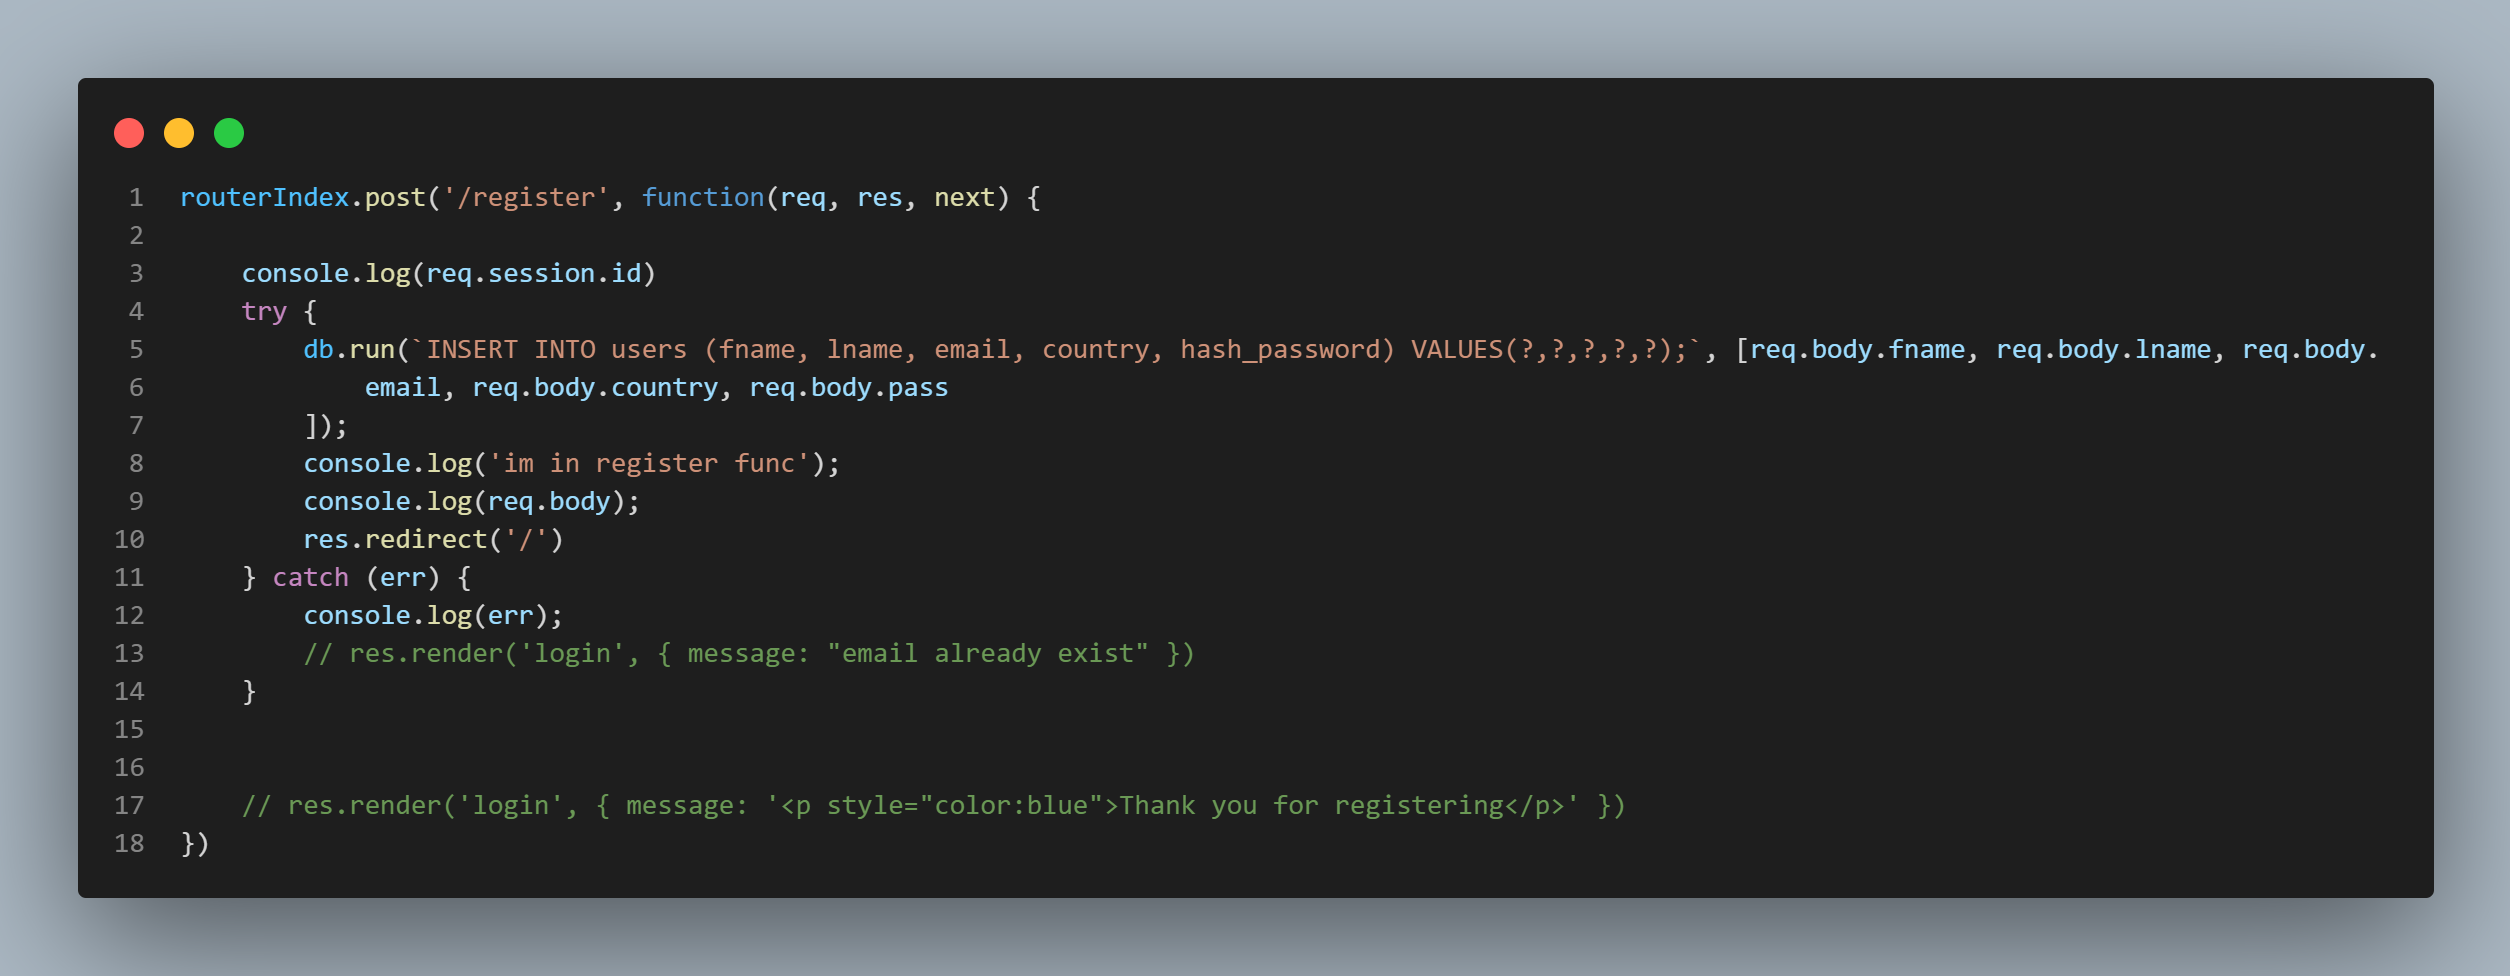 1 routerIndex.post('/register', function(req, res, next) {
2
3     console.log(req.session.id)
4     try {
5         db.run(`INSERT INTO users (fname, lname, email, country, hash_password) VALUES(?,?,?,?,?);`, [req.body.fname, req.body.lname, req.body.
6             email, req.body.country, req.body.pass
7         ]);
8         console.log('im in register func');
9         console.log(req.body);
10         res.redirect('/')
11     } catch (err) {
12         console.log(err);
13         // res.render('login', { message: "email already exist" })
14     }
15
16
17     // res.render('login', { message: '<p style="color:blue">Thank you for registering</p>' })
18 })